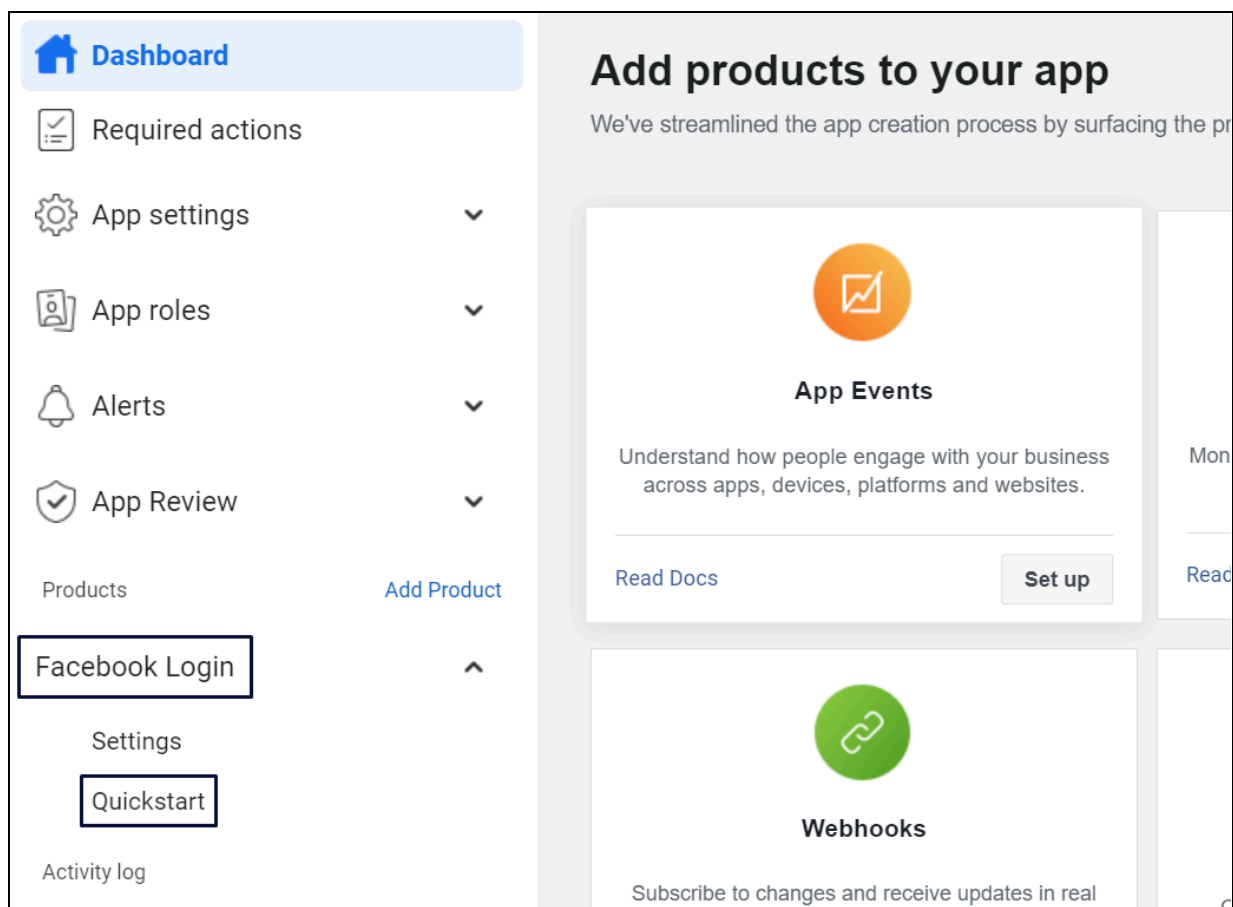 Dashboard
Required actions
App settings
App roles
Alerts
App Review
Products
Add Product
Facebook Login
Settings
Quickstart
Activity log
Add products to your app
We've streamlined the app creation process by surfacing the
App Events
Understand how people engage with your business
across apps, devices, platforms and websites.
Read Docs
Set up
Read
Webhooks
Subscribe to changes and receive updates in real